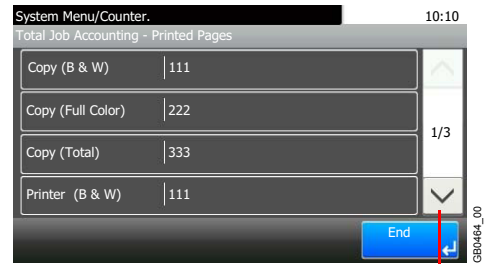 System Menu/Counter. 10:10
Total Job Accounting - Printed Pages
Copy (B & W) 111
Copy (Full Color) 222
1/3
Copy (Total) 333
Printer (B & W) 111
End
GB0464_00